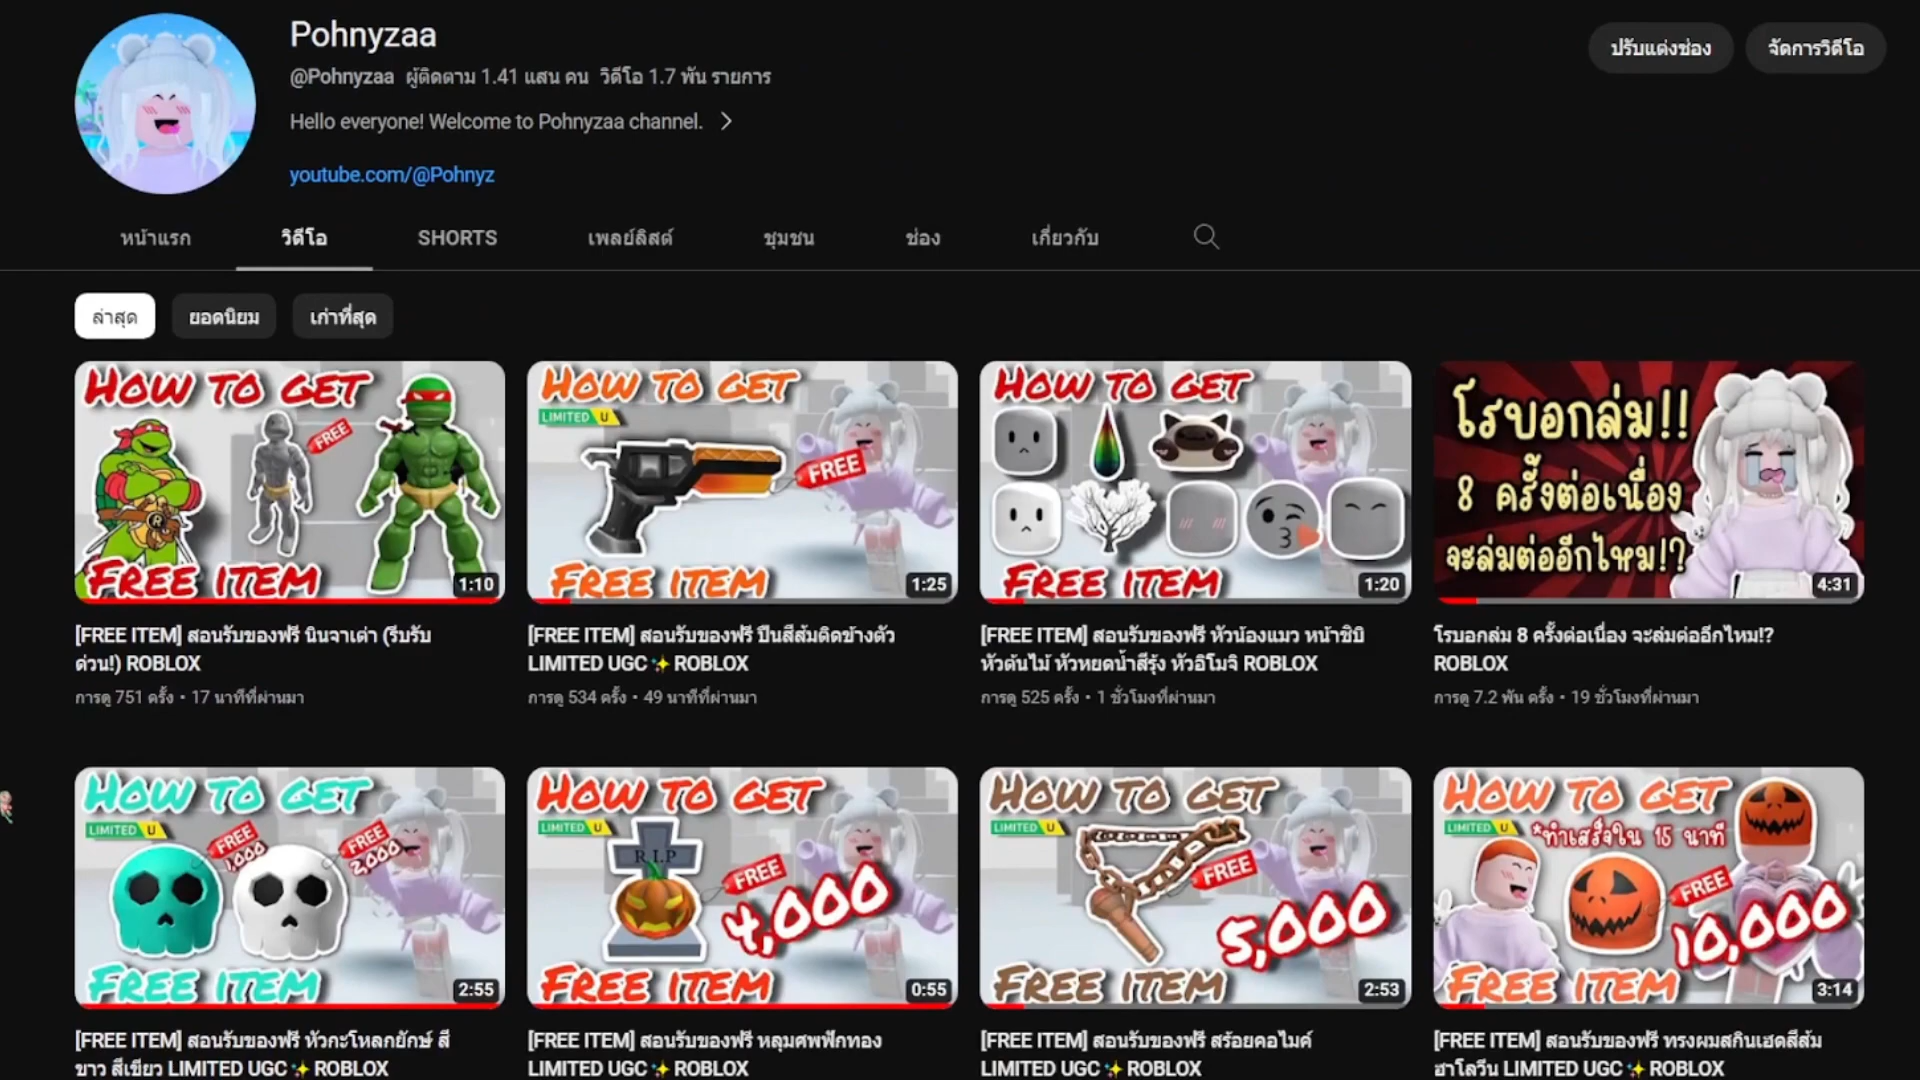 Pohnyzaa
@Pohnyzaa ผู้ติดตาม 1.41 แสน คน วิดีโอ 1.7 พัน รายการ
Hello everyone! Welcome to Pohnyzaa channel.
youtube.com/@Pohnyz
ปรับแต่งช่อง
จัดการวิดีโอ
หน้าแรก
วิดีโอ
SHORTS
เพลย์ลิสต์
ชุมชน
ช่อง
เกี่ยวกับ
ล่าสุด
ยอดนิยม
เก่าที่สุด
HOW TO GET
FREE
FREE ITEM
1:10
HOW TO GET
LIMITED U
FREE
FREE ITEM
1:25
HOW TO GET
FREE ITEM
1:20
โรบอกล่ม!!
8 ครั้งต่อเนื่อง
จะล่มต่ออีกไหม!?
4:31
[FREE ITEM] สอนรับของฟรี นินจาเต่า (รีบรับ
ด่วน!) ROBLOX
การดู 751 ครั้ง • 17 นาทีที่ผ่านมา
[FREE ITEM] สอนรับของฟรี ปืนสีส้มติดข้างตัว
LIMITED UGC✨ ROBLOX
การดู 534 ครั้ง • 49 นาทีที่ผ่านมา
[FREE ITEM] สอนรับของฟรี หัวน้องแมว หน้าชิบิ
หัวต้นไม้ หัวหยดน้ำสีรุ้ง หัวอิโมจิ ROBLOX
การดู 525 ครั้ง • 1 ชั่วโมงที่ผ่านมา
โรบอกล่ม 8 ครั้งต่อเนื่อง จะล่มต่ออีกไหม!?
ROBLOX
การดู 7.2 พัน ครั้ง • 19 ชั่วโมงที่ผ่านมา
HOW TO GET
LIMITED U
FREE
1,000
FREE
2,000
FREE ITEM
2:55
HOW TO GET
LIMITED U
R.I.P
FREE
4,000
FREE ITEM
0:55
HOW TO GET
LIMITED U
FREE
5,000
FREE ITEM
2:53
HOW TO GET
LIMITED U
*ทำเสร็จใน 15 นาที
FREE
10,000
FREE ITEM
3:14
[FREE ITEM] สอนรับของฟรี หัวกะโหลกยักษ์ สี
ขาว สีเขียว LIMITED UGC✨ ROBLOX
[FREE ITEM] สอนรับของฟรี หลุมศพฟักทอง
LIMITED UGC✨ ROBLOX
[FREE ITEM] สอนรับของฟรี สร้อยคอไมค์
LIMITED UGC✨ ROBLOX
[FREE ITEM] สอนรับของฟรี ทรงผมสกินเฮดสีส้ม
ฮาโลวีน LIMITED UGC✨ ROBLOX